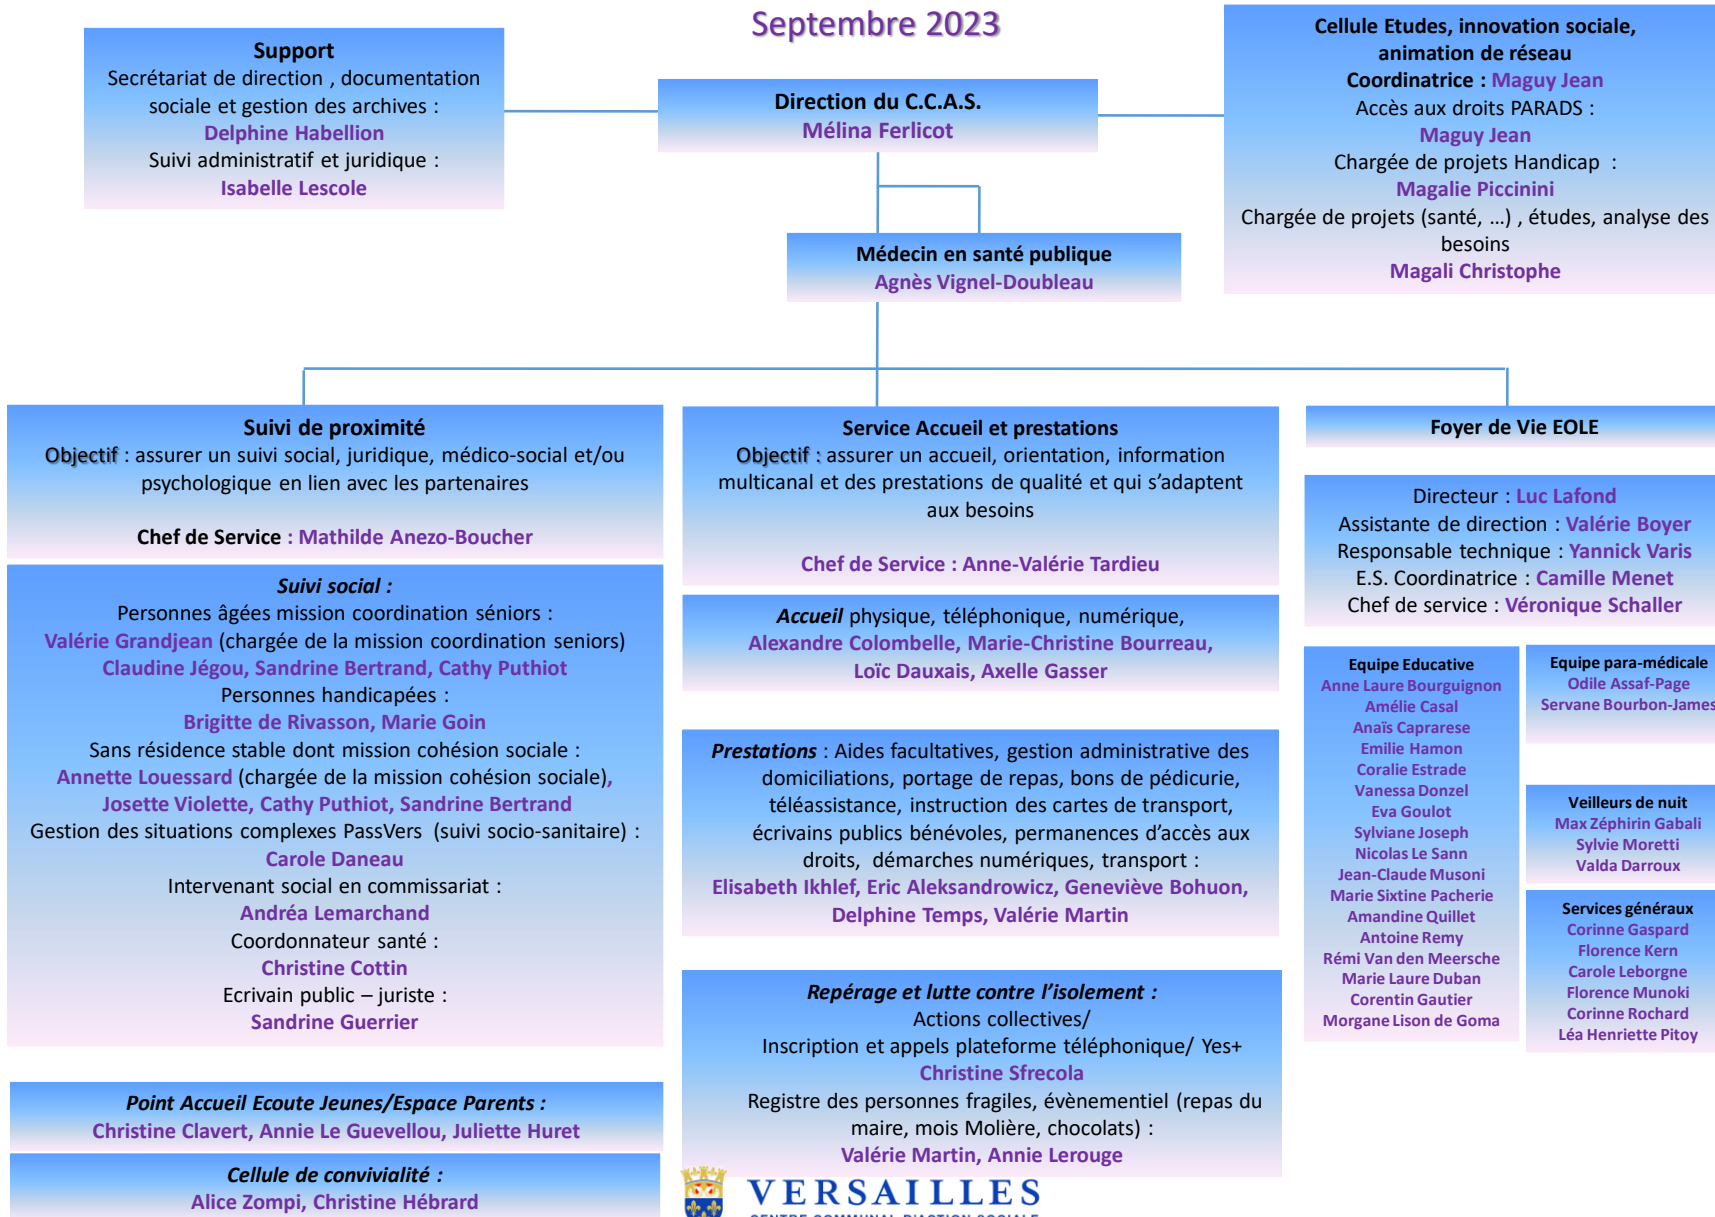 Septembre 2023
Support
Secrétariat de direction , documentation
sociale et gestion des archives :
Delphine Habellion
Suivi administratif et juridique :
Isabelle Lescole
Direction du C.C.A.S.
Mélina Ferlicot
Cellule Etudes, innovation sociale,
animation de réseau
Coordinatrice : Maguy Jean
Accès aux droits PARADS :
Maguy Jean
Chargée de projets Handicap :
Magalie Piccinini
Chargée de projets (santé, ...) , études, analyse des
besoins
Magali Christophe
Médecin en santé publique
Agnès Vignel-Doubleau
Suivi de proximité
Objectif : assurer un suivi social, juridique, médico-social et/ou
psychologique en lien avec les partenaires
Chef de Service : Mathilde Anezo-Boucher
Suivi social :
Personnes âgées mission coordination séniors :
Valérie Grandjean (chargée de la mission coordination seniors)
Claudine Jégou, Sandrine Bertrand, Cathy Puthiot
Personnes handicapées :
Brigitte de Rivasson, Marie Goin
Sans résidence stable dont mission cohésion sociale :
Annette Louessard (chargée de la mission cohésion sociale),
Josette Violette, Cathy Puthiot, Sandrine Bertrand
Gestion des situations complexes PassVers (suivi socio-sanitaire) :
Carole Daneau
Intervenant social en commissariat :
Andréa Lemarchand
Coordonnateur santé :
Christine Cottin
Ecrivain public – juriste :
Sandrine Guerrier
Point Accueil Ecoute Jeunes/Espace Parents :
Christine Clavert, Annie Le Guevellou, Juliette Huret
Cellule de convivialité :
Alice Zompi, Christine Hébrard
Service Accueil et prestations
Objectif : assurer un accueil, orientation, information
multicanal et des prestations de qualité et qui s'adaptent
aux besoins
Chef de Service : Anne-Valérie Tardieu
Accueil physique, téléphonique, numérique,
Alexandre Colombelle, Marie-Christine Bourreau,
Loïc Dauxais, Axelle Gasser
Prestations : Aides facultatives, gestion administrative des
domiciliations, portage de repas, bons de pédicurie,
téléassistance, instruction des cartes de transport,
écrivains publics bénévoles, permanences d'accès aux
droits, démarches numériques, transport :
Elisabeth Ikhlef, Eric Aleksandrowicz, Geneviève Bohuon,
Delphine Temps, Valérie Martin
Repérage et lutte contre l'isolement :
Actions collectives/
Inscription et appels plateforme téléphonique/ Yes+
Christine Sfrecola
Registre des personnes fragiles, évènementiel (repas du
maire, mois Molière, chocolats) :
Valérie Martin, Annie Lerouge
Foyer de Vie EOLE
Directeur : Luc Lafond
Assistante de direction : Valérie Boyer
Responsable technique : Yannick Varis
E.S. Coordinatrice : Camille Menet
Chef de service : Véronique Schaller
Equipe Educative
Anne Laure Bourguignon
Amélie Casal
Anaïs Caprarese
Emilie Hamon
Coralie Estrade
Vanessa Donzel
Eva Goulot
Sylviane Joseph
Nicolas Le Sann
Jean-Claude Musoni
Marie Sixtine Pacherie
Amandine Quillet
Antoine Remy
Rémi Van den Meersche
Marie Laure Duban
Corentin Gautier
Morgane Lison de Goma
Equipe para-médicale
Odile Assaf-Page
Servane Bourbon-James
Veilleurs de nuit
Max Zéphirin Gabali
Sylvie Moretti
Valda Darroux
Services généraux
Corinne Gaspard
Florence Kern
Carole Leborgne
Florence Munoki
Corinne Rochard
Léa Henriette Pitoy
VERSAILLES
CENTRE COMMUNAL D'ACTION SOCIALE